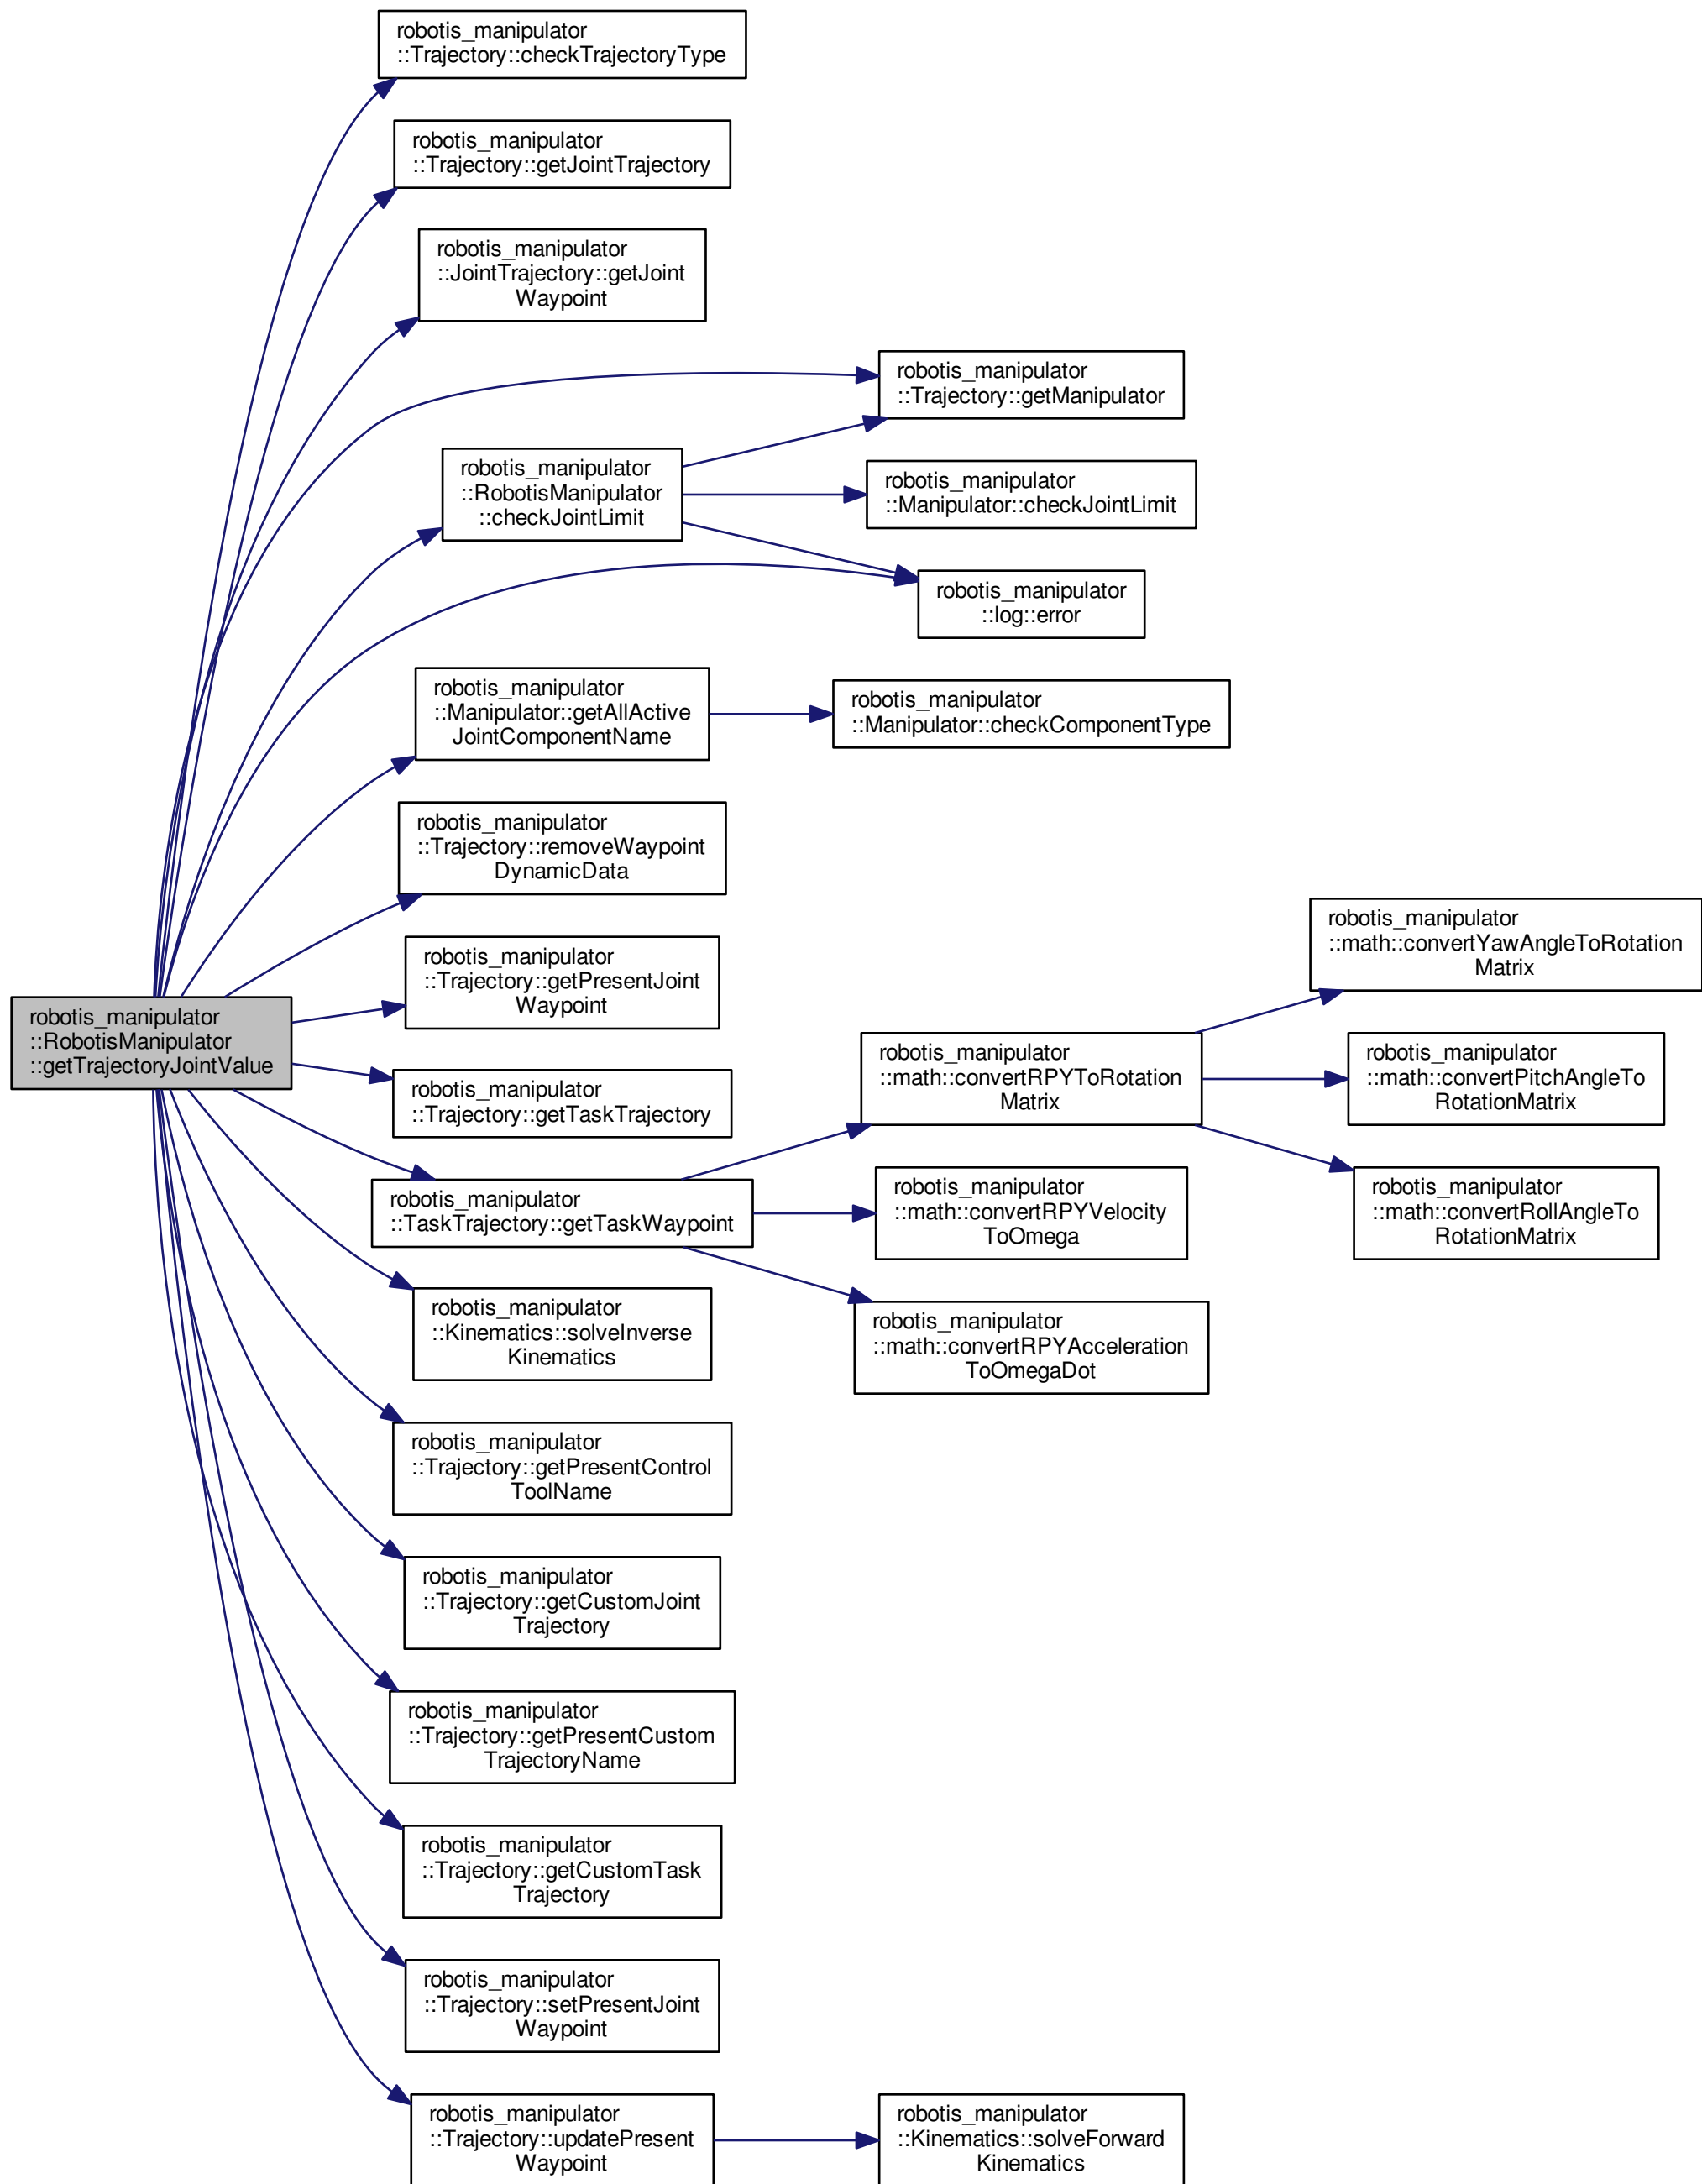 robotis_manipulator
::Trajectory::checkTrajectoryType
robotis_manipulator
::Trajectory::getJointTrajectory
robotis_manipulator
::JointTrajectory::getJoint
Waypoint
robotis_manipulator
::Trajectory::getManipulator
robotis_manipulator
::RobotisManipulator
::checkJointLimit
robotis_manipulator
::Manipulator::checkJointLimit
robotis_manipulator
::log::error
robotis_manipulator
::Manipulator::getAllActive
JointComponentName
robotis_manipulator
::Manipulator::checkComponentType
robotis_manipulator
::Trajectory::removeWaypoint
DynamicData
robotis_manipulator
::Trajectory::getPresentJoint
Waypoint
robotis_manipulator
::math::convertYawAngleToRotation
Matrix
robotis_manipulator
::RobotisManipulator
::getTrajectoryJointValue
robotis_manipulator
::Trajectory::getTaskTrajectory
robotis_manipulator
::math::convertRPYToRotation
Matrix
robotis_manipulator
::math::convertPitchAngleTo
RotationMatrix
robotis_manipulator
::TaskTrajectory::getTaskWaypoint
robotis_manipulator
::math::convertRPYVelocity
ToOmega
robotis_manipulator
::math::convertRollAngleTo
RotationMatrix
robotis_manipulator
::Kinematics::solveInverse
Kinematics
robotis_manipulator
::math::convertRPYAcceleration
ToOmegaDot
robotis_manipulator
::Trajectory::getPresentControl
ToolName
robotis_manipulator
::Trajectory::getCustomJoint
Trajectory
robotis_manipulator
::Trajectory::getPresentCustom
TrajectoryName
robotis_manipulator
::Trajectory::getCustomTask
Trajectory
robotis_manipulator
::Trajectory::setPresentJoint
Waypoint
robotis_manipulator
::Trajectory::updatePresent
Waypoint
robotis_manipulator
::Kinematics::solveForward
Kinematics